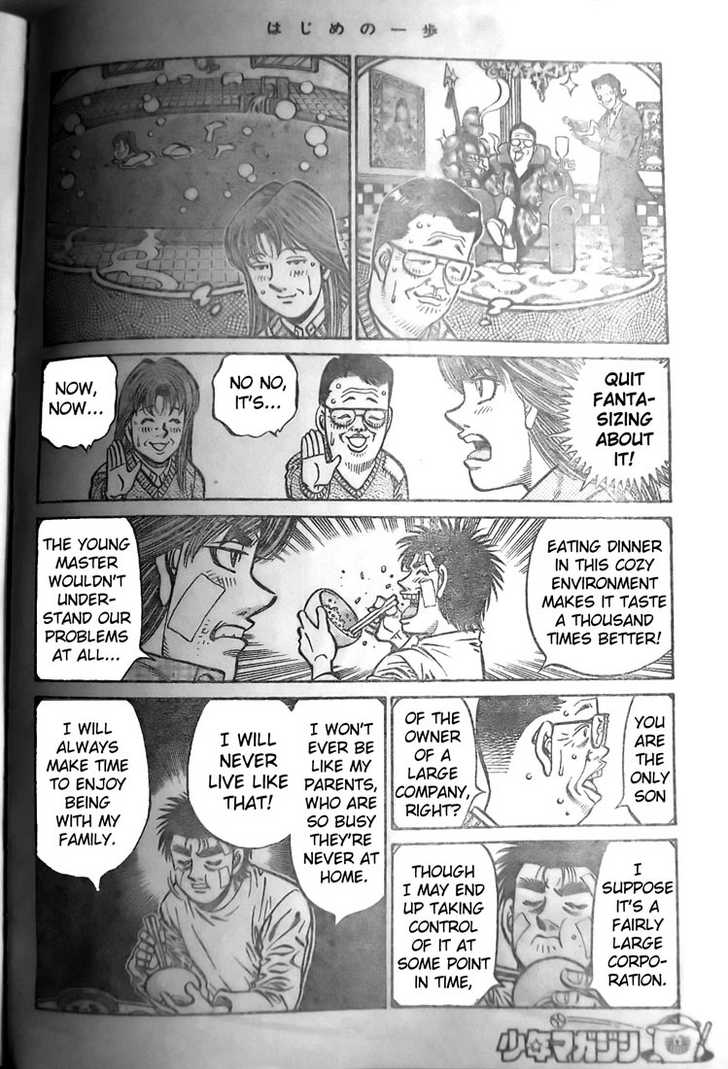 はじめの一歩
QUIT
FANTA-
SIZING
ABOUT
IT!
NO NO,
IT'S...
NOW,
NOW...
EATING DINNER
IN THIS COZY
ENVIRONMENT
MAKES IT TASTE
A THOUSAND
TIMES BETTER!
THE YOUNG
MASTER
WOULDN'T
UNDER-
STAND OUR
PROBLEMS
AT ALL...
YOU
ARE
THE
ONLY
SON
OF THE
OWNER
OF A
LARGE
COMPANY,
RIGHT?
I
SUPPOSE
IT'S A
FAIRLY
LARGE
CORPO-
RATION.
THOUGH
I MAY END
UP TAKING
CONTROL
OF IT AT
SOME POINT
IN TIME,
I WON'T
EVER BE
LIKE MY
PARENTS,
WHO ARE
SO BUSY
THEY'RE
NEVER AT
HOME.
I WILL
NEVER
LIVE LIKE
THAT!
I WILL
ALWAYS
MAKE TIME
TO ENJOY
BEING
WITH MY
FAMILY.
少年マガジン